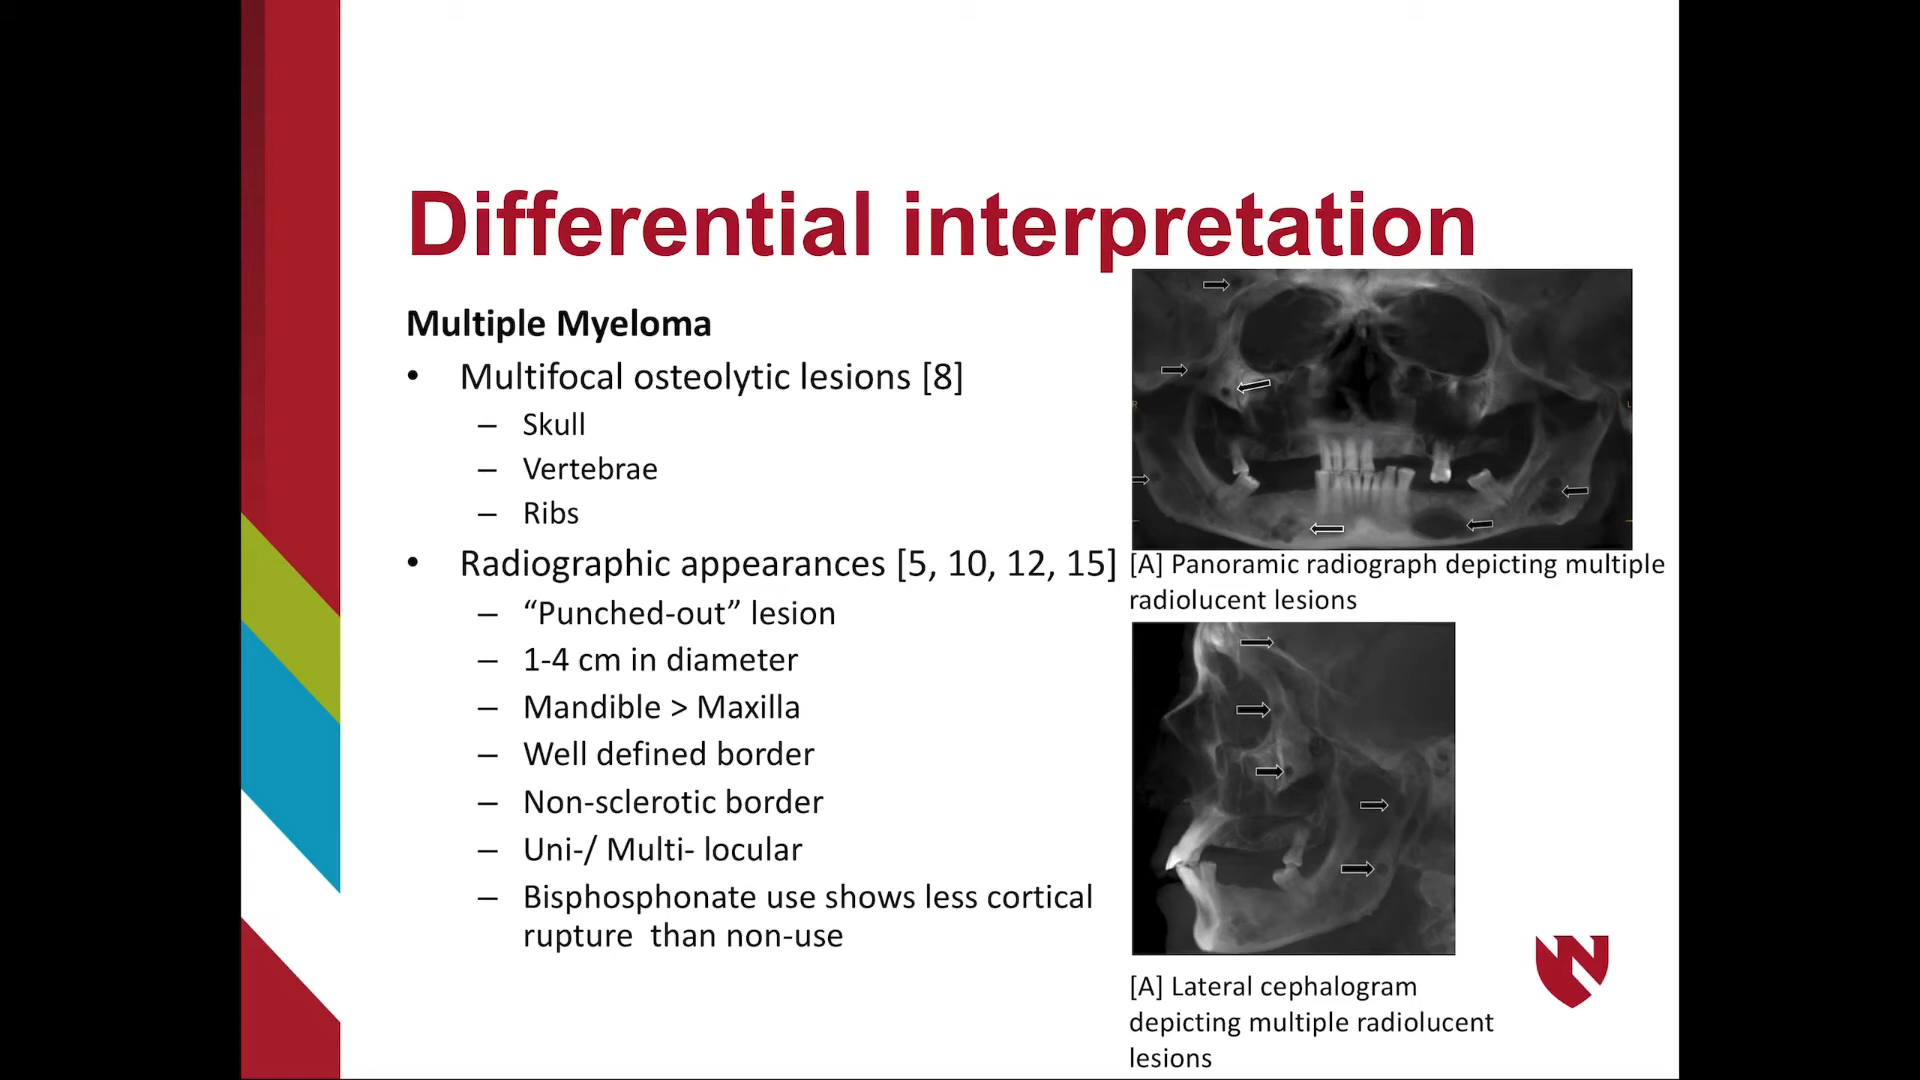 Differential interpretation
Multiple Myeloma
• Multifocal osteolytic lesions [8]
– Skull
– Vertebrae
– Ribs
• Radiographic appearances [5, 10, 12, 15]
– “Punched-out” lesion
– 1-4 cm in diameter
– Mandible > Maxilla
– Well defined border
– Non-sclerotic border
– Uni-/ Multi- locular
– Bisphosphonate use shows less cortical
rupture  than non-use
R
L
[A] Panoramic radiograph depicting multiple
radiolucent lesions
[A] Lateral cephalogram
depicting multiple radiolucent
lesions
N